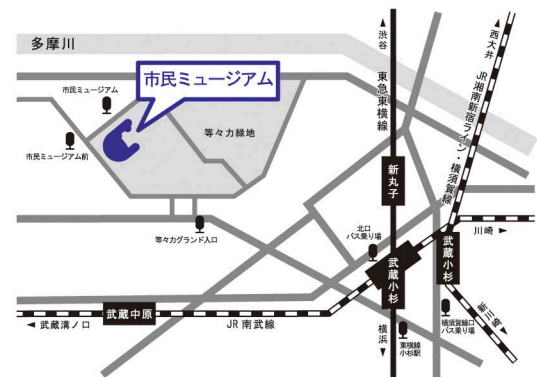 多摩川
市民ミュージアム
市民ミュージアム
市民ミュージアム前
等々力緑地
等々力グランド入口
▲渋谷
東急東横線
▲西大井
JR湘南新宿ライン・横須賀線
新丸子
北口
バス乗り場
武蔵小杉
武蔵小杉
川崎▶
新川崎▶
横須賀線口
バス乗り場
東横線
小杉駅
横浜▼
武蔵中原
◀武蔵溝ノ口
JR南武線